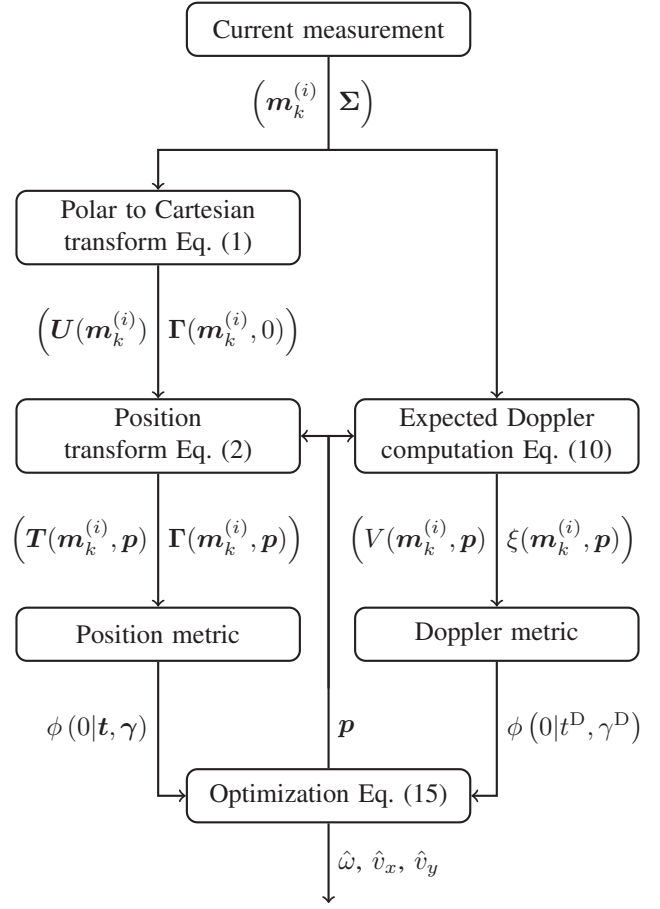 Current measurement
(m_k^{(i)} Σ)
Polar to Cartesian
transform Eq. (1)
(U(m_k^{(i)}) Γ(m_k^{(i)}, 0))
Position
transform Eq. (2)
Expected Doppler
computation Eq. (10)
(T(m_k^{(i)}, p) Γ(m_k^{(i)}, p))
(V(m_k^{(i)}, p) ξ(m_k^{(i)}, p))
Position metric
Doppler metric
ϕ (0|t, γ)
p
ϕ (0|t^D, γ^D)
Optimization Eq. (15)
ω̂, v̂_x, v̂_y